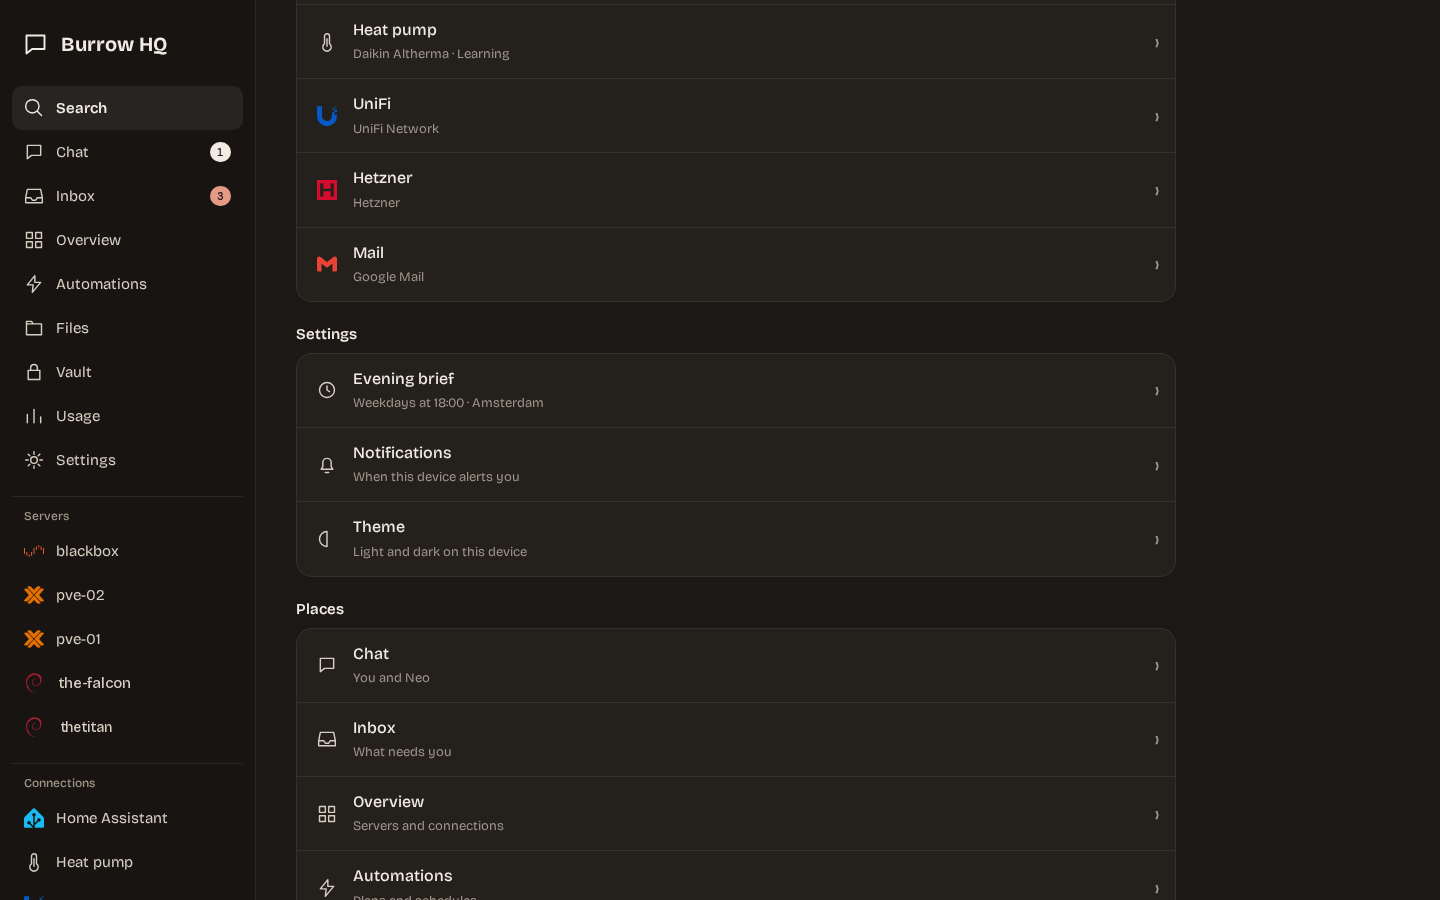 Burrow HQ
Search
Chat
1
Inbox
3
Overview
Automations
Files
Vault
Usage
Settings
Servers
blackbox
pve-02
pve-01
the-falcon
thetitan
Connections
Home Assistant
Heat pump
Heat pump
Daikin Altherma · Learning
UniFi
UniFi Network
Hetzner
Hetzner
Mail
Google Mail
Settings
Evening brief
Weekdays at 18:00 · Amsterdam
Notifications
When this device alerts you
Theme
Light and dark on this device
Places
Chat
You and Neo
Inbox
What needs you
Overview
Servers and connections
Automations
Plans and schedules